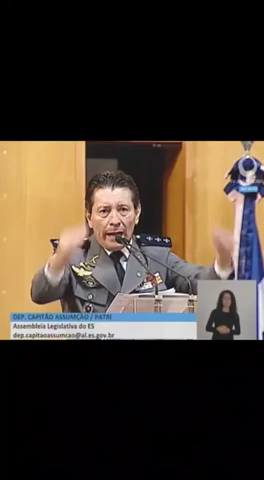 DEP. CAPITÃO ASSUMÇÃO / PATRI
Assembleia Legislativa do ES
dep.capitaoassumcao@al.es.gov.br